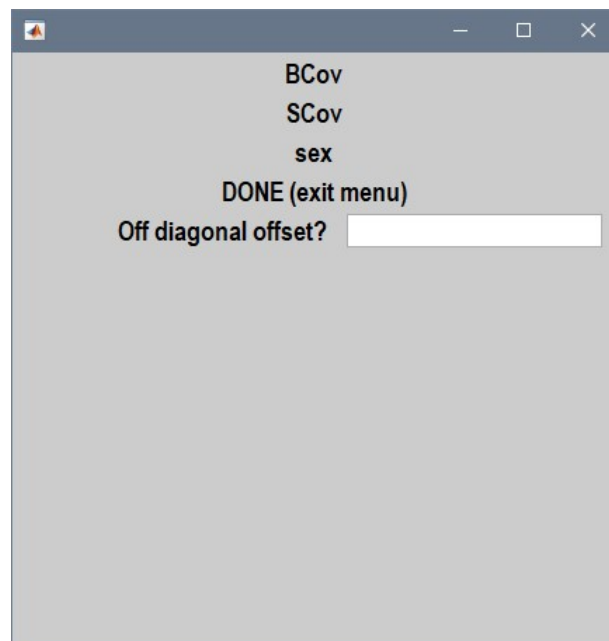 BCov
SCov
sex
DONE (exit menu)
Off diagonal offset?